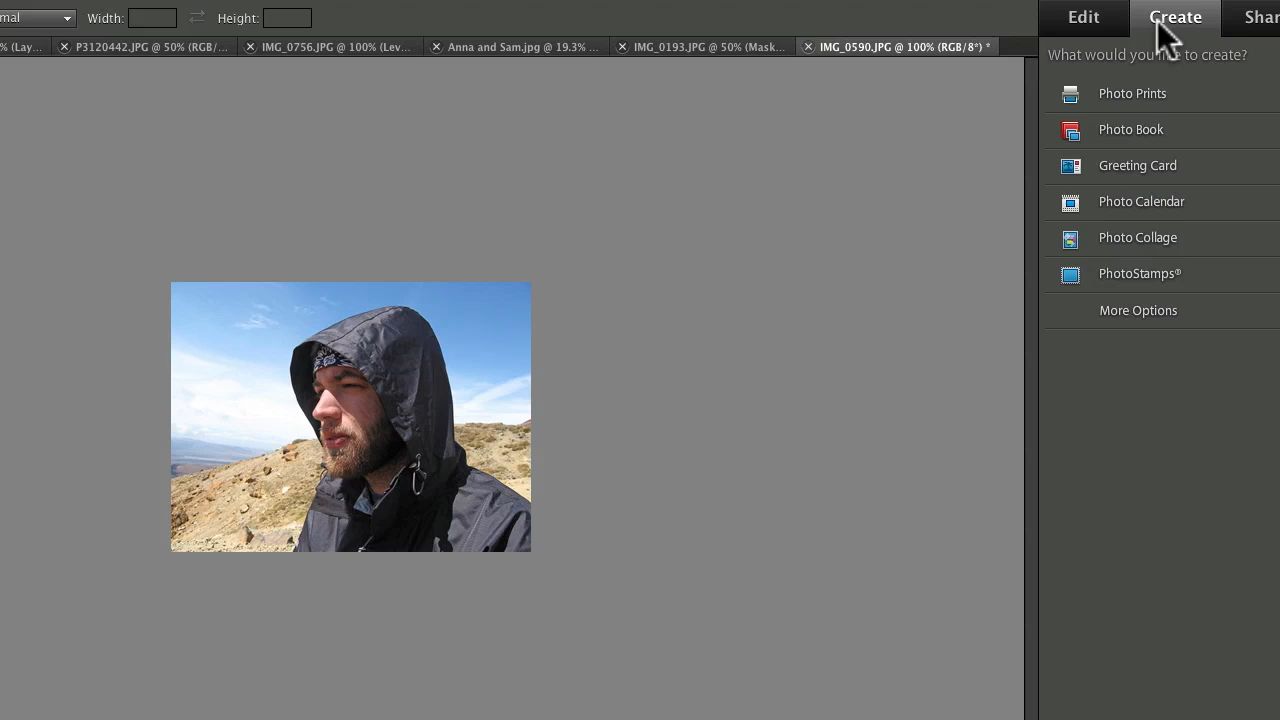 mal Width: Height: Edit Create Shar
% (Lay... P3120442.JPG @ 50% (RGB/... IMG_0756.JPG @ 100% (Lev... Anna and Sam.jpg @ 19.3% ... IMG_0193.JPG @ 50% (Mask... IMG_0590.JPG @ 100% (RGB/8*) *
What would you like to create?
Photo Prints
Photo Book
Greeting Card
Photo Calendar
Photo Collage
PhotoStamps®
More Options